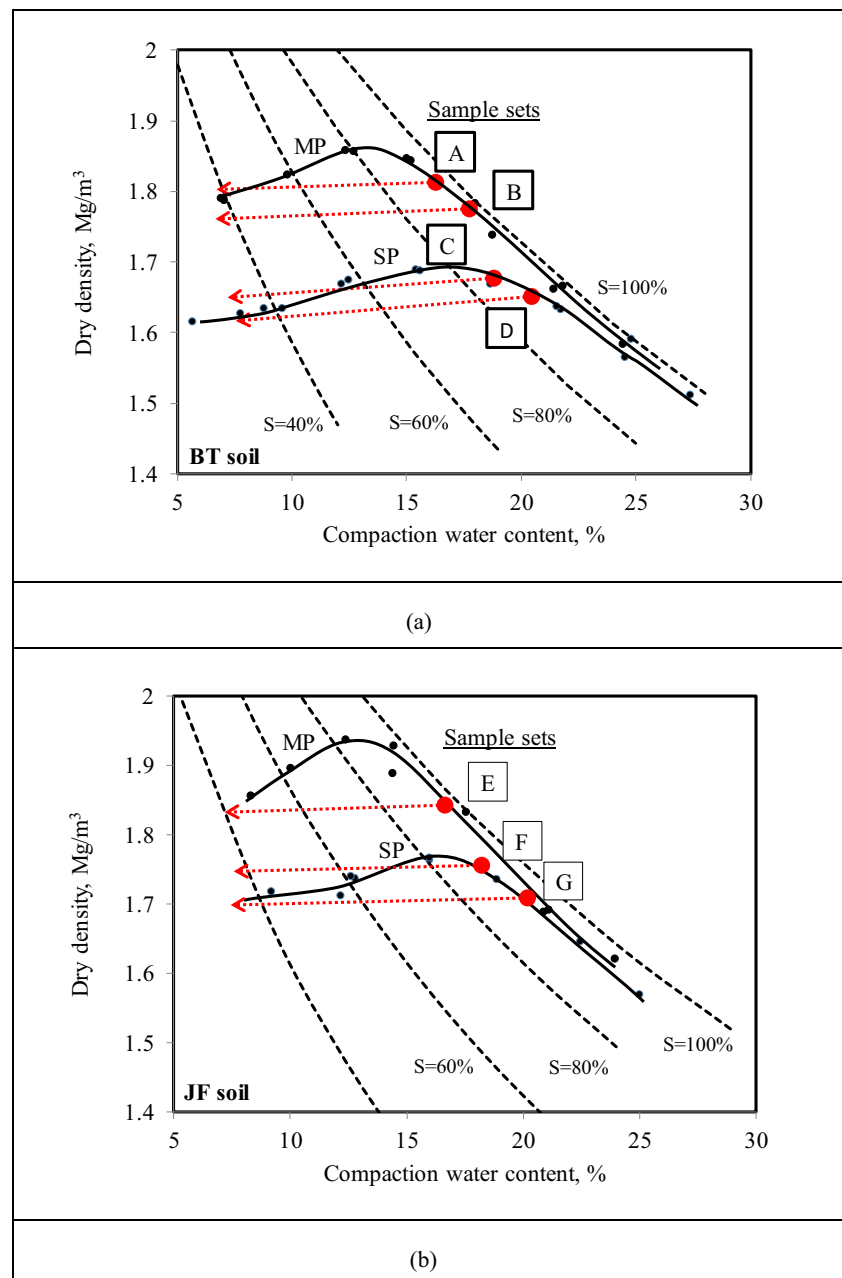 2
1.9
1.8
1.7
1.6
1.5
1.4
Dry density, Mg/m³
Sample sets
MP
A
B
C
SP
D
S=100%
S=40%
S=60%
S=80%
BT soil
5 10 15 20 25 30
Compaction water content, %
(a)
2
1.9
1.8
1.7
1.6
1.5
1.4
Dry density, Mg/m³
MP
Sample sets
E
F
SP
G
S=100%
S=60%
S=80%
JF soil
5 10 15 20 25 30
Compaction water content, %
(b)